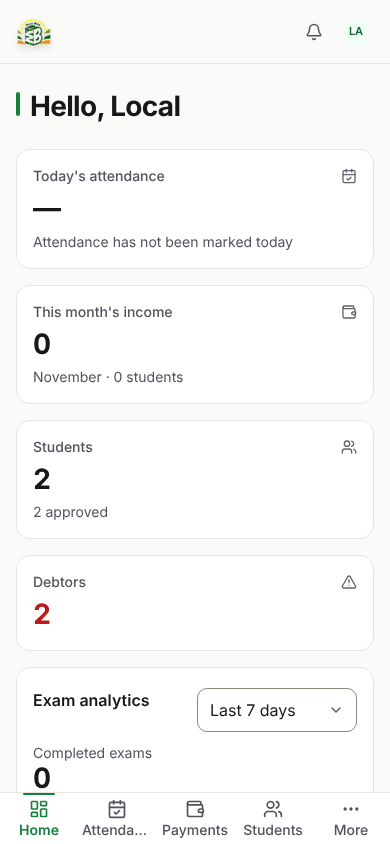 LA
Hello, Local
Today's attendance
—
Attendance has not been marked today
This month's income
0
November · 0 students
Students
2
2 approved
Debtors
2
Exam analytics
Last 7 days
Completed exams
0
Home
Attenda...
Payments
Students
More